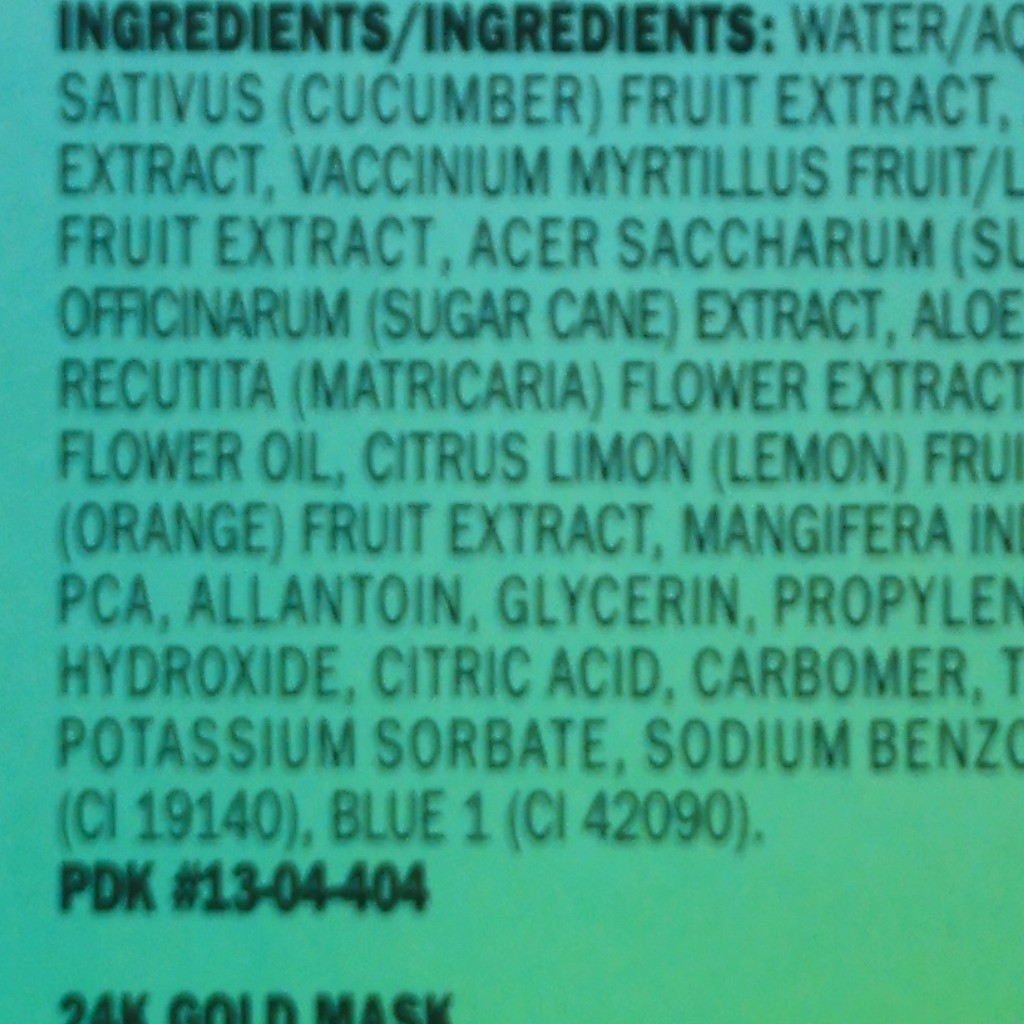 INGREDIENTS/INGREDIENTS: WATER/AQ
SATIVUS (CUCUMBER) FRUIT EXTRACT,
EXTRACT, VACCINIUM MYRTILLUS FRUIT/L
FRUIT EXTRACT, ACER SACCHARUM (SU
OFFICINARUM (SUGAR CANE) EXTRACT, ALOE
RECUTITA (MATRICARIA) FLOWER EXTRACT
FLOWER OIL, CITRUS LIMON (LEMON) FRUI
(ORANGE) FRUIT EXTRACT, MANGIFERA IN
PCA, ALLANTOIN, GLYCERIN, PROPYLEN
HYDROXIDE, CITRIC ACID, CARBOMER, T
POTASSIUM SORBATE, SODIUM BENZO
(CI 19140), BLUE 1 (CI 42090).
PDK #13-04-404
24K GOLD MASK